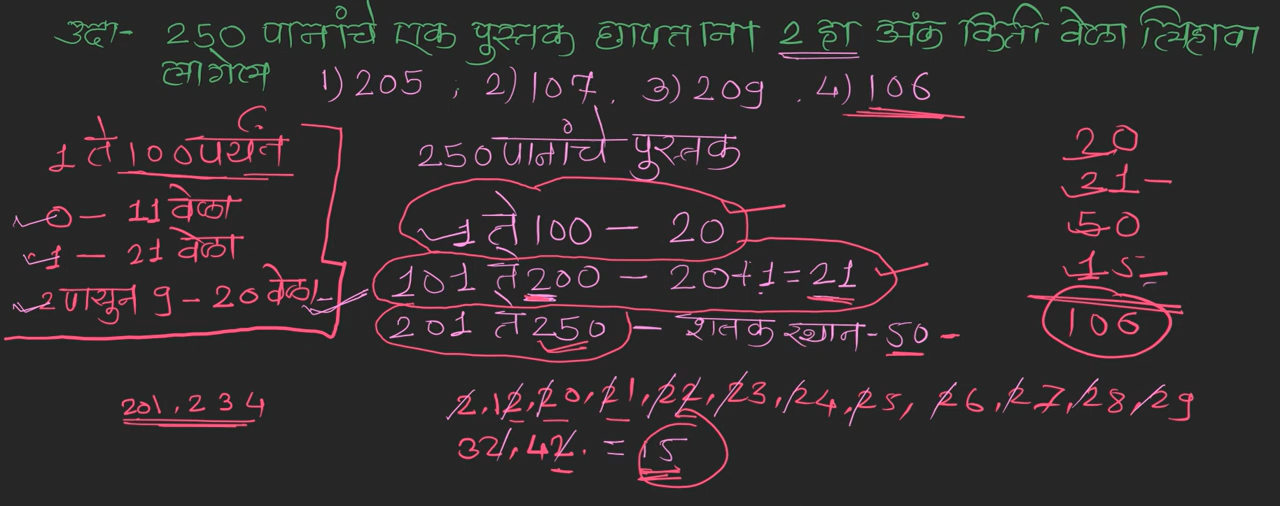 उदा- 250 पानांचे एक पुस्तक छापताना 2 हा अंक किती वेळा लिहावा
लागेल
1) 205 , 2) 107, 3) 209, 4) 106
1 ते 100 पर्यंत
0 - 11 वेळा
1 - 21 वेळा
2 पासून 9 - 20 वेळा
201, 234
250 पानांचे पुस्तक
1 ते 100 - 20
101 ते 200 - 20+1 = 21
201 ते 250 - शतक स्थान - 50 -
2, 12, 20, 21, 22, 23, 24, 25, 26, 27, 28, 29
32, 42. = 15
20
21 -
50
15 -
106